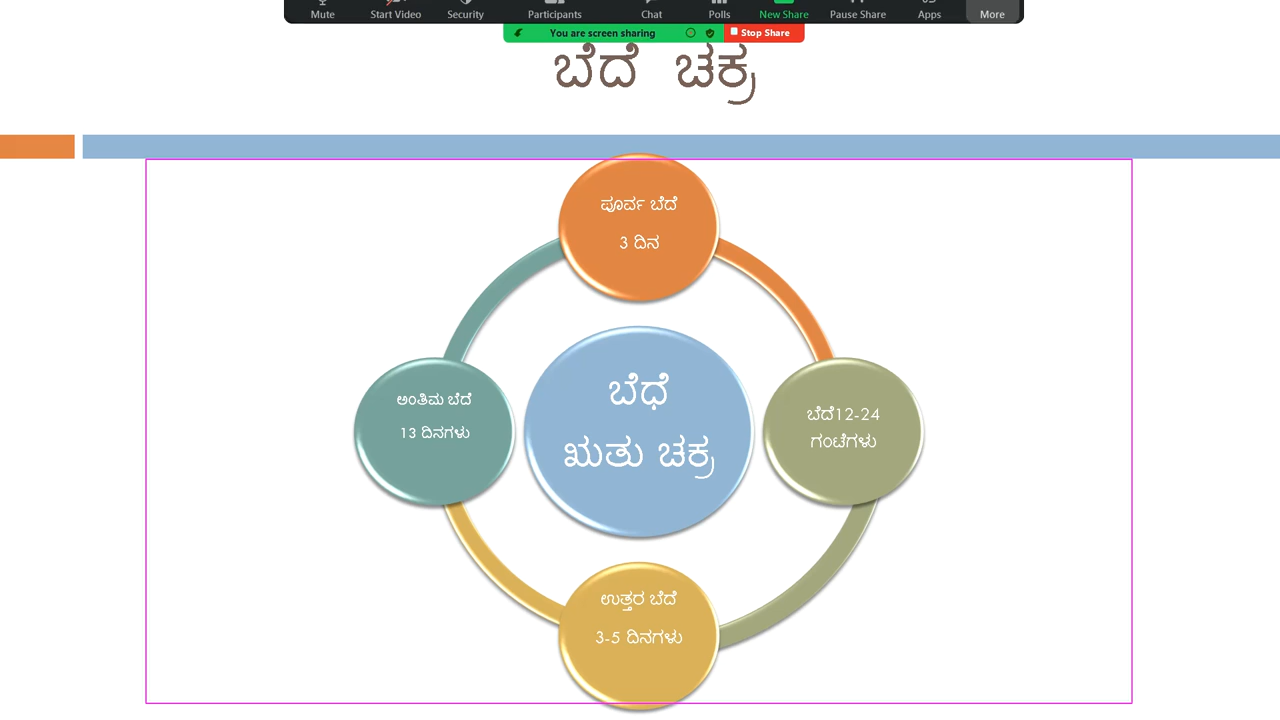 Mute Start Video Security Participants Chat Polls New Share Pause Share Apps More
You are screen sharing Stop Share
ಬೆದೆ ಚಕ್ರ
ಪೂರ್ವ ಬೆದೆ
3 ದಿನ
ಬೆದೆ12-24
ಗಂಟೆಗಳು
ಉತ್ತರ ಬೆದೆ
3-5 ದಿನಗಳು
ಅಂತಿಮ ಬೆದೆ
13 ದಿನಗಳು
ಬೆಧೆ
ಋತು ಚಕ್ರ